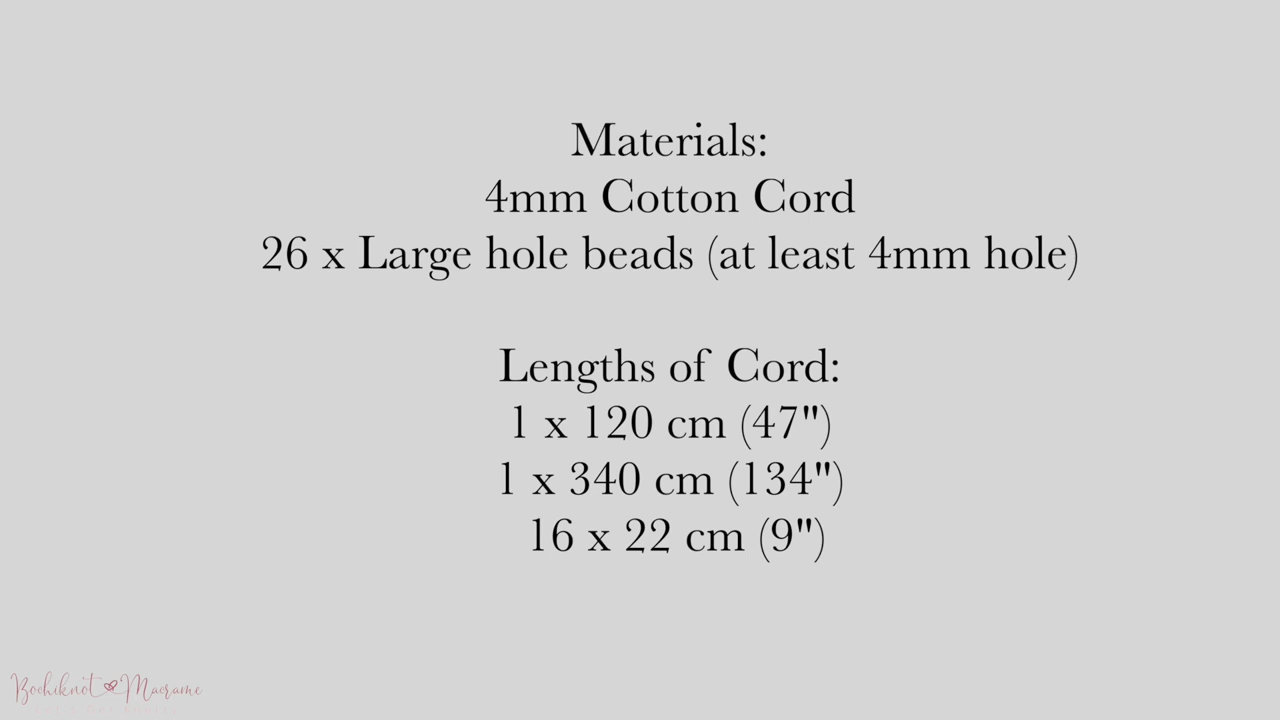 Materials:
4mm Cotton Cord
26 x Large hole beads (at least 4mm hole)
Lengths of Cord:
1 x 120 cm (47")
1 x 340 cm (134")
16 x 22 cm (9")
Bochiknot Macrame